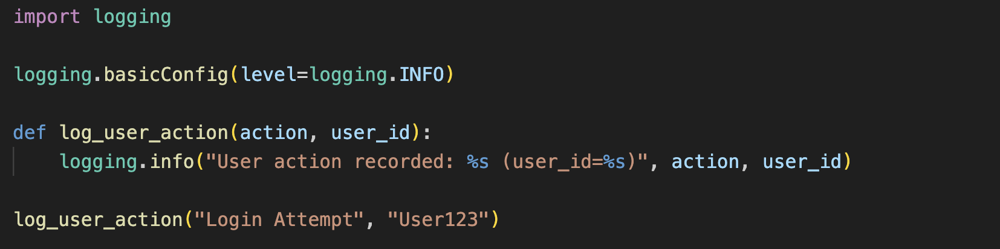 import logging
logging.basicConfig(level=logging.INFO)
def log_user_action(action, user_id):
    logging.info("User action recorded: %s (user_id=%s)", action, user_id)
log_user_action("Login Attempt", "User123")